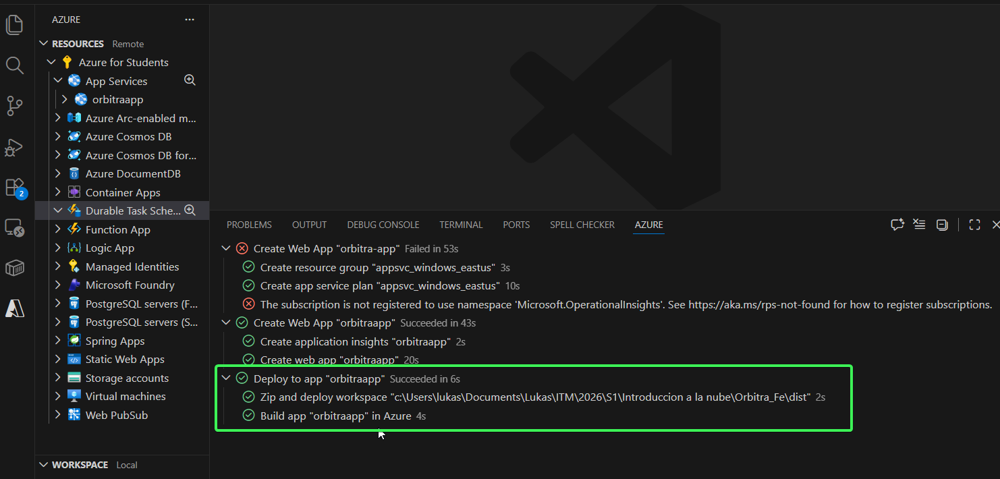 AZURE
RESOURCES Remote
Azure for Students
App Services
orbitraapp
Azure Arc-enabled m...
Azure Cosmos DB
Azure Cosmos DB for...
Azure DocumentDB
Container Apps
Durable Task Sche...
Function App
Logic App
Managed Identities
Microsoft Foundry
PostgreSQL servers (F...
PostgreSQL servers (S...
Spring Apps
Static Web Apps
Storage accounts
Virtual machines
Web PubSub
WORKSPACE Local
2
PROBLEMS OUTPUT DEBUG CONSOLE TERMINAL PORTS SPELL CHECKER AZURE
Create Web App "orbitra-app" Failed in 53s
Create resource group "appsvc_windows_eastus" 3s
Create app service plan "appsvc_windows_eastus" 10s
The subscription is not registered to use namespace 'Microsoft.OperationalInsights'. See https://aka.ms/rps-not-found for how to register subscriptions.
Create Web App "orbitraapp" Succeeded in 43s
Create application insights "orbitraapp" 2s
Create web app "orbitraapp" 20s
Deploy to app "orbitraapp" Succeeded in 6s
Zip and deploy workspace "c:\Users\lukas\Documents\Lukas\ITM\2026\S1\Introduccion a la nube\Orbitra_Fe\dist" 2s
Build app "orbitraapp" in Azure 4s